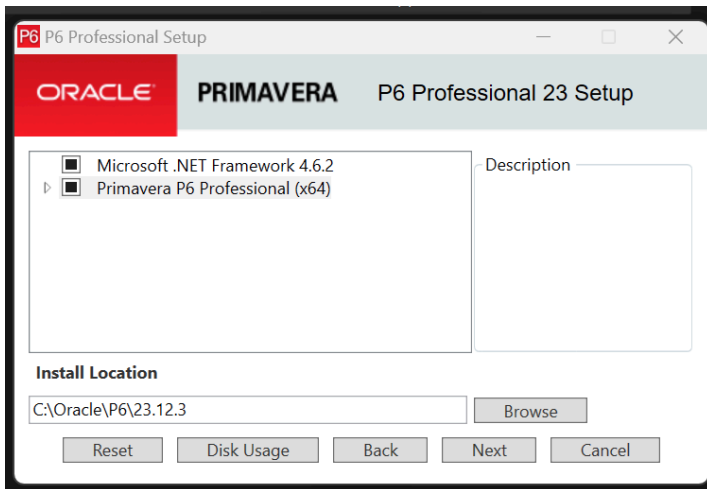 P6 P6 Professional Setup
ORACLE PRIMAVERA P6 Professional 23 Setup
Microsoft .NET Framework 4.6.2
Primavera P6 Professional (x64)
Description
Install Location
C:\Oracle\P6\23.12.3
Browse
Reset Disk Usage Back Next Cancel